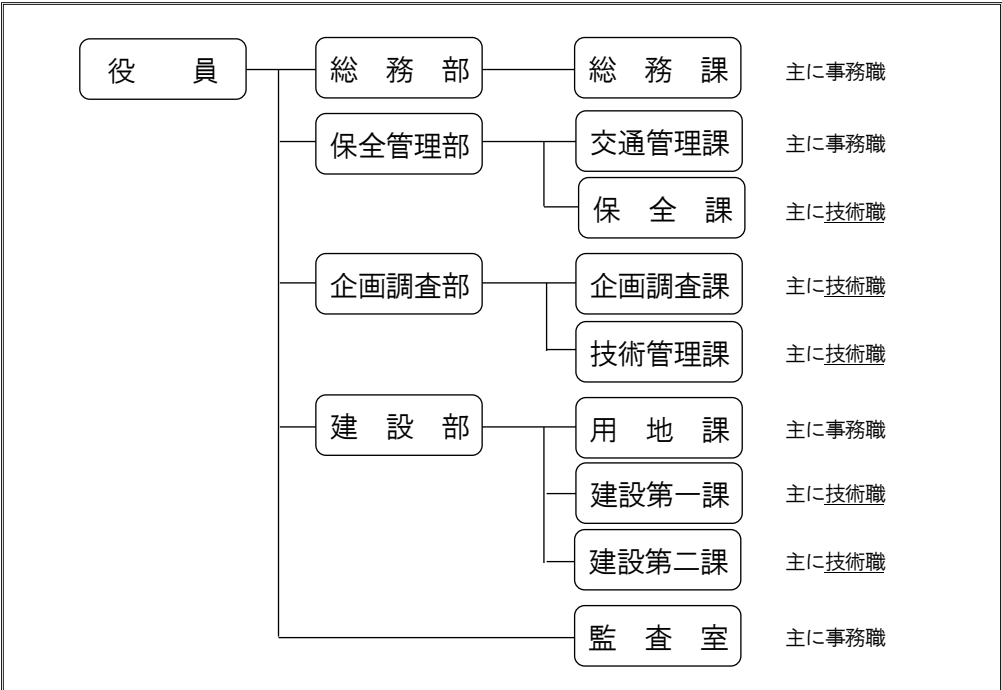 役　員　総　務　部　総　務　課　主に事務職
保全管理部　交通管理課　主に事務職
保　全　課　主に技術職
企画調査部　企画調査課　主に技術職
技術管理課　主に技術職
建　設　部　用　地　課　主に事務職
建設第一課　主に技術職
建設第二課　主に技術職
監　査　室　主に事務職